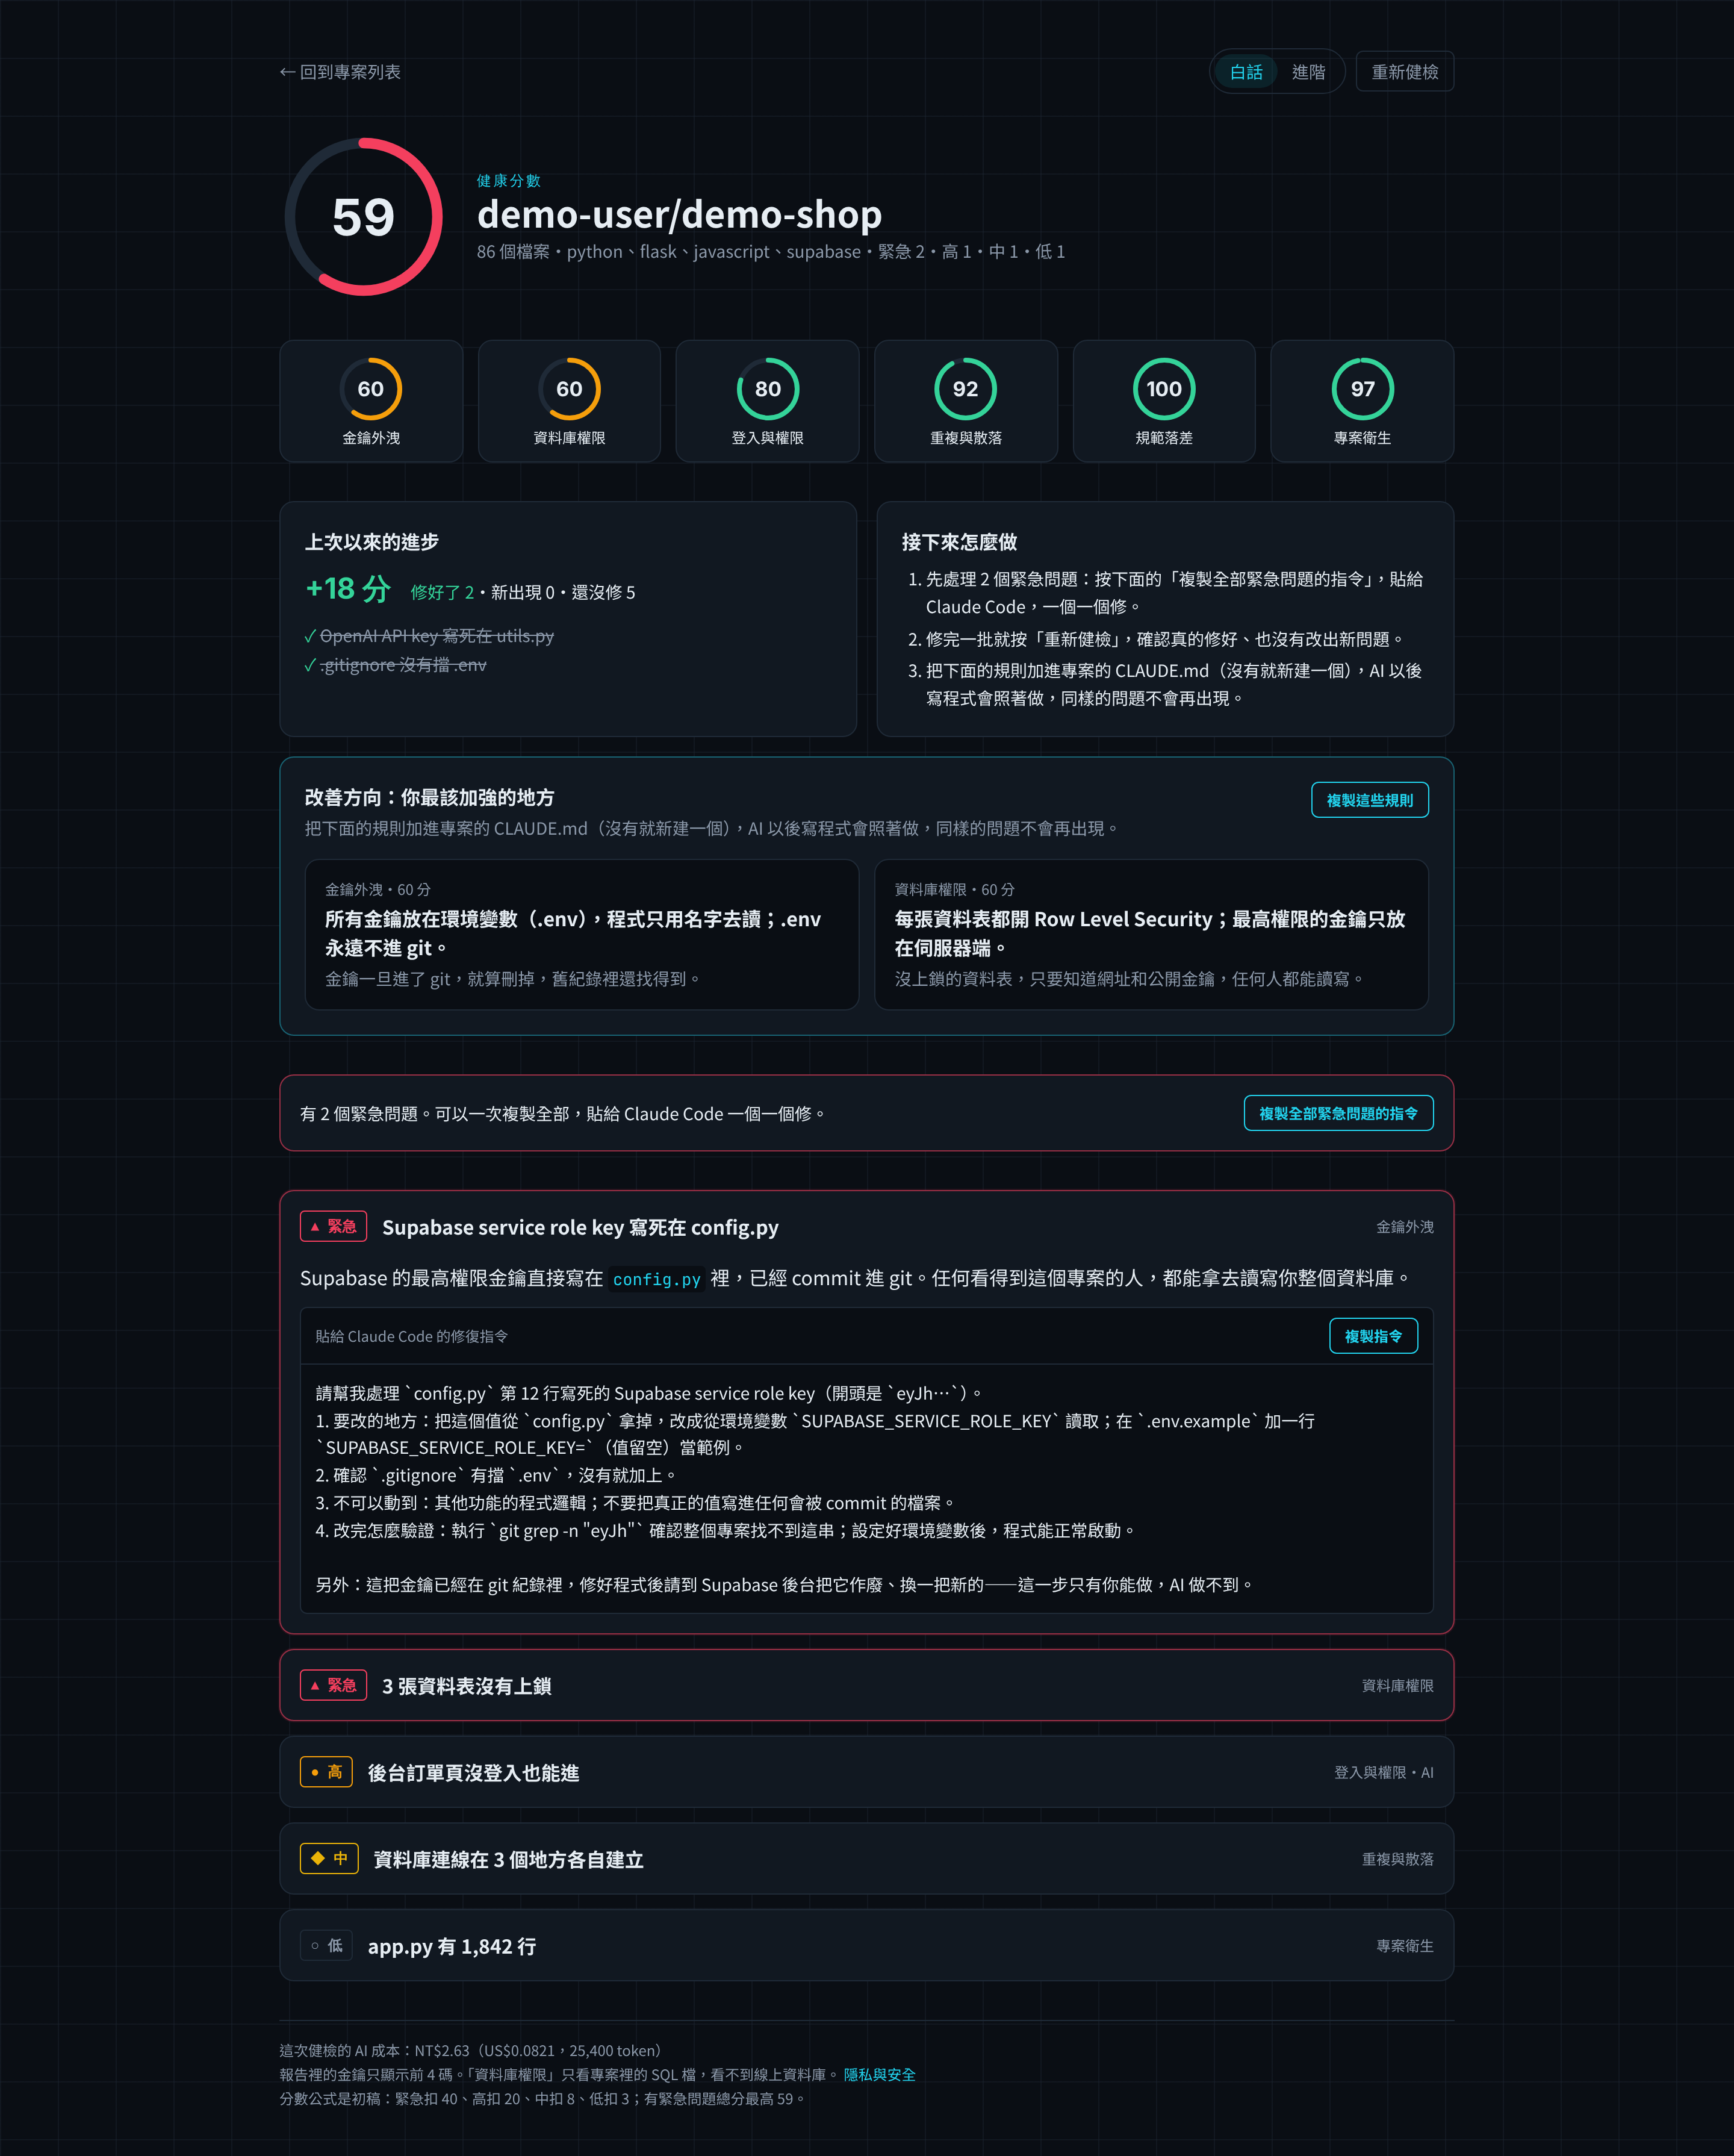 ← 回到專案列表
白話 進階 重新健檢
59
健康分數
demo-user/demo-shop
86 個檔案・python、flask、javascript、supabase・緊急 2・高 1・中 1・低 1
60
金鑰外洩
60
資料庫權限
80
登入與權限
92
重複與散落
100
規範落差
97
專案衛生
上次以來的進步
+18 分 修好了 2・新出現 0・還沒修 5
✓ OpenAI API key 寫死在 utils.py
✓ .gitignore 沒有擋 .env
接下來怎麼做
1. 先處理 2 個緊急問題：按下面的「複製全部緊急問題的指令」，貼給
Claude Code，一個一個修。
2. 修完一批就按「重新健檢」，確認真的修好、也沒有改出新問題。
3. 把下面的規則加進專案的 CLAUDE.md（沒有就新建一個），AI 以後
寫程式會照著做，同樣的問題不會再出現。
改善方向：你最該加強的地方
複製這些規則
把下面的規則加進專案的 CLAUDE.md（沒有就新建一個），AI 以後寫程式會照著做，同樣的問題不會再出現。
金鑰外洩・60 分
所有金鑰放在環境變數（.env），程式只用名字去讀；.env
永遠不進 git。
金鑰一旦進了 git，就算刪掉，舊紀錄裡還找得到。
資料庫權限・60 分
每張資料表都開 Row Level Security；最高權限的金鑰只放
在伺服器端。
沒上鎖的資料表，只要知道網址和公開金鑰，任何人都能讀寫。
有 2 個緊急問題。可以一次複製全部，貼給 Claude Code 一個一個修。
複製全部緊急問題的指令
▲ 緊急 Supabase service role key 寫死在 config.py 金鑰外洩
Supabase 的最高權限金鑰直接寫在 config.py 裡，已經 commit 進 git。任何看得到這個專案的人，都能拿去讀寫你整個資料庫。
貼給 Claude Code 的修復指令
複製指令
請幫我處理 `config.py` 第 12 行寫死的 Supabase service role key（開頭是 `eyJh…`）。
1. 要改的地方：把這個值從 `config.py` 拿掉，改成從環境變數 `SUPABASE_SERVICE_ROLE_KEY` 讀取；在 `.env.example` 加一行
`SUPABASE_SERVICE_ROLE_KEY=`（值留空）當範例。
2. 確認 `.gitignore` 有擋 `.env`，沒有就加上。
3. 不可以動到：其他功能的程式邏輯；不要把真正的值寫進任何會被 commit 的檔案。
4. 改完怎麼驗證：執行 `git grep -n "eyJh"` 確認整個專案找不到這串；設定好環境變數後，程式能正常啟動。
另外：這把金鑰已經在 git 紀錄裡，修好程式後請到 Supabase 後台把它作廢、換一把新的——這一步只有你能做，AI 做不到。
▲ 緊急 3 張資料表沒有上鎖 資料庫權限
● 高 後台訂單頁沒登入也能進 登入與權限・AI
◆ 中 資料庫連線在 3 個地方各自建立 重複與散落
○ 低 app.py 有 1,842 行 專案衛生
這次健檢的 AI 成本：NT$2.63（US$0.0821，25,400 token）
報告裡的金鑰只顯示前 4 碼。「資料庫權限」只看專案裡的 SQL 檔，看不到線上資料庫。 隱私與安全
分數公式是初稿：緊急扣 40、高扣 20、中扣 8、低扣 3；有緊急問題總分最高 59。